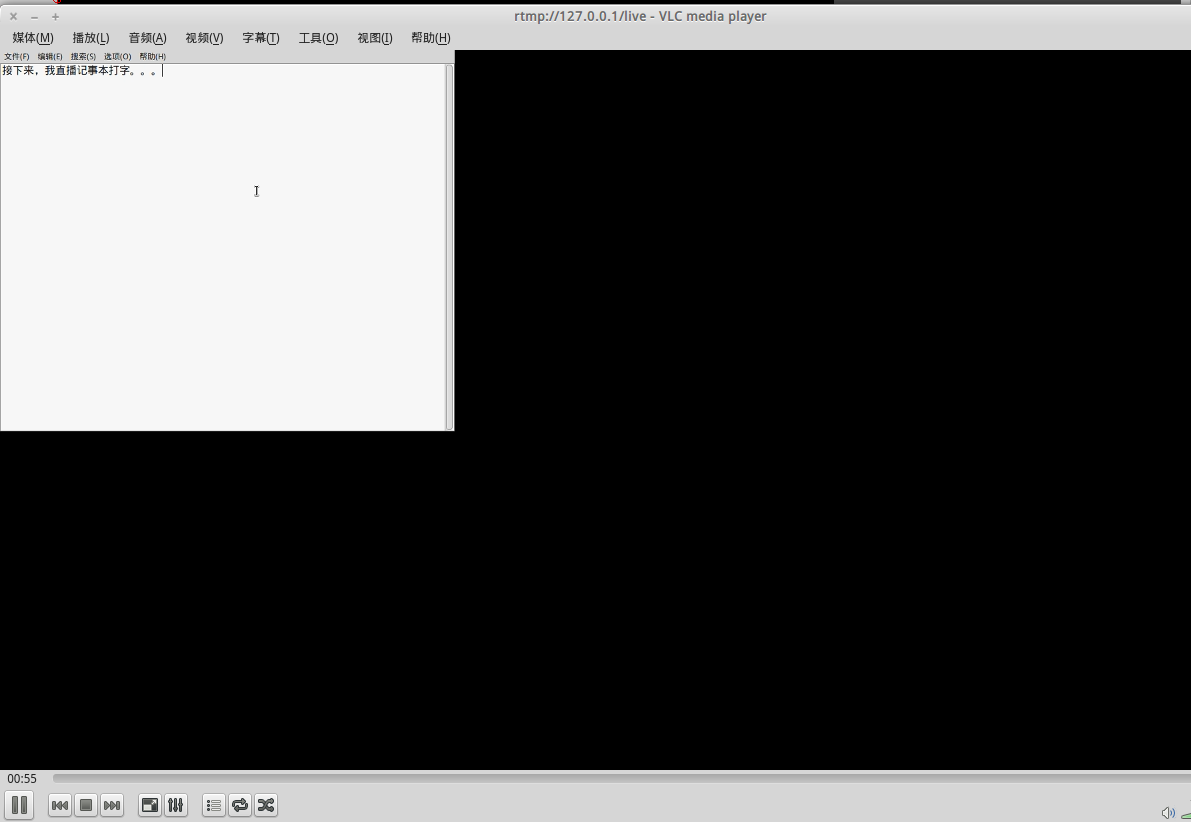 rtmp://127.0.0.1/live - VLC media player
媒体(M) 播放(L) 音频(A) 视频(V) 字幕(T) 工具(O) 视图(I) 帮助(H)
文件(F) 编辑(E) 搜索(S) 选项(O) 帮助(H)
接下来，我直播记事本打字。。。
00:55